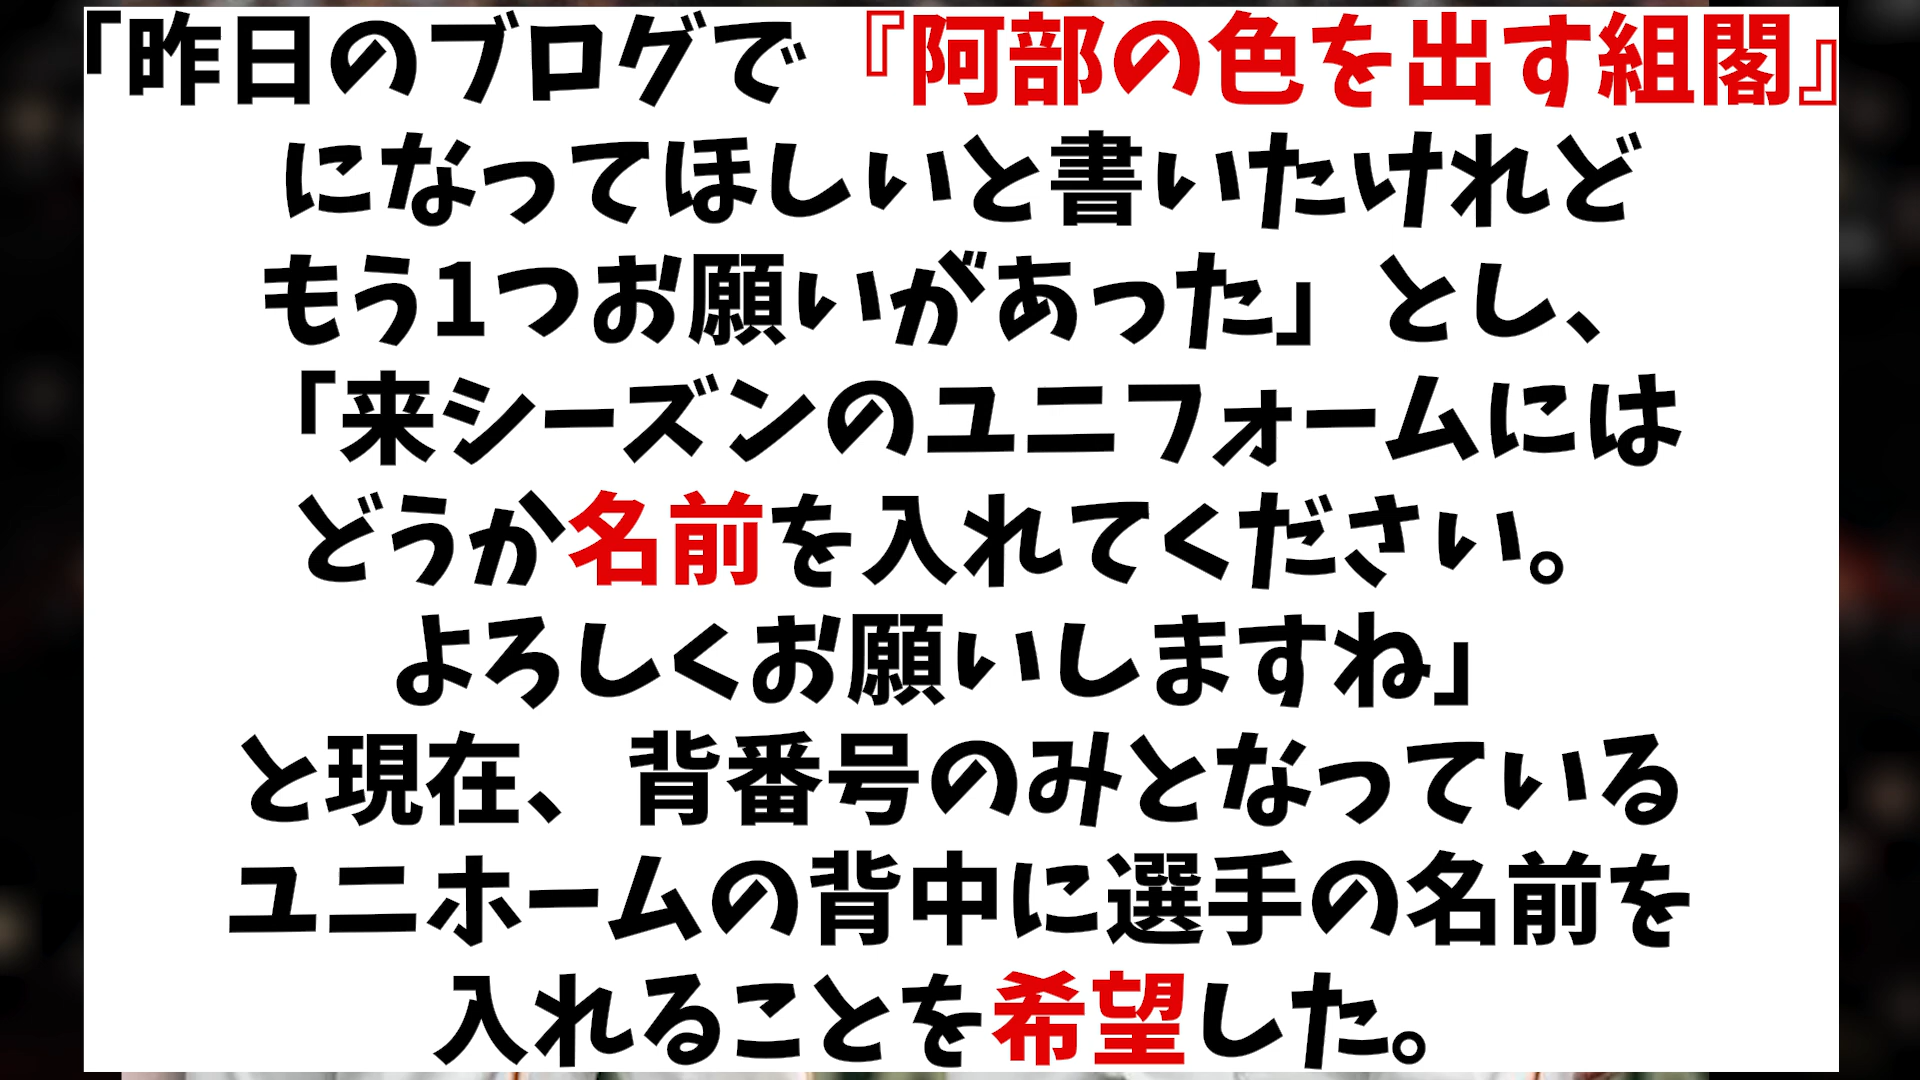 「昨日のブログで『阿部の色を出す組閣』
になってほしいと書いたけれど
もう1つお願いがあった」とし、
「来シーズンのユニフォームには
どうか名前を入れてください。
よろしくお願いしますね」
と現在、背番号のみとなっている
ユニホームの背中に選手の名前を
入れることを希望した。